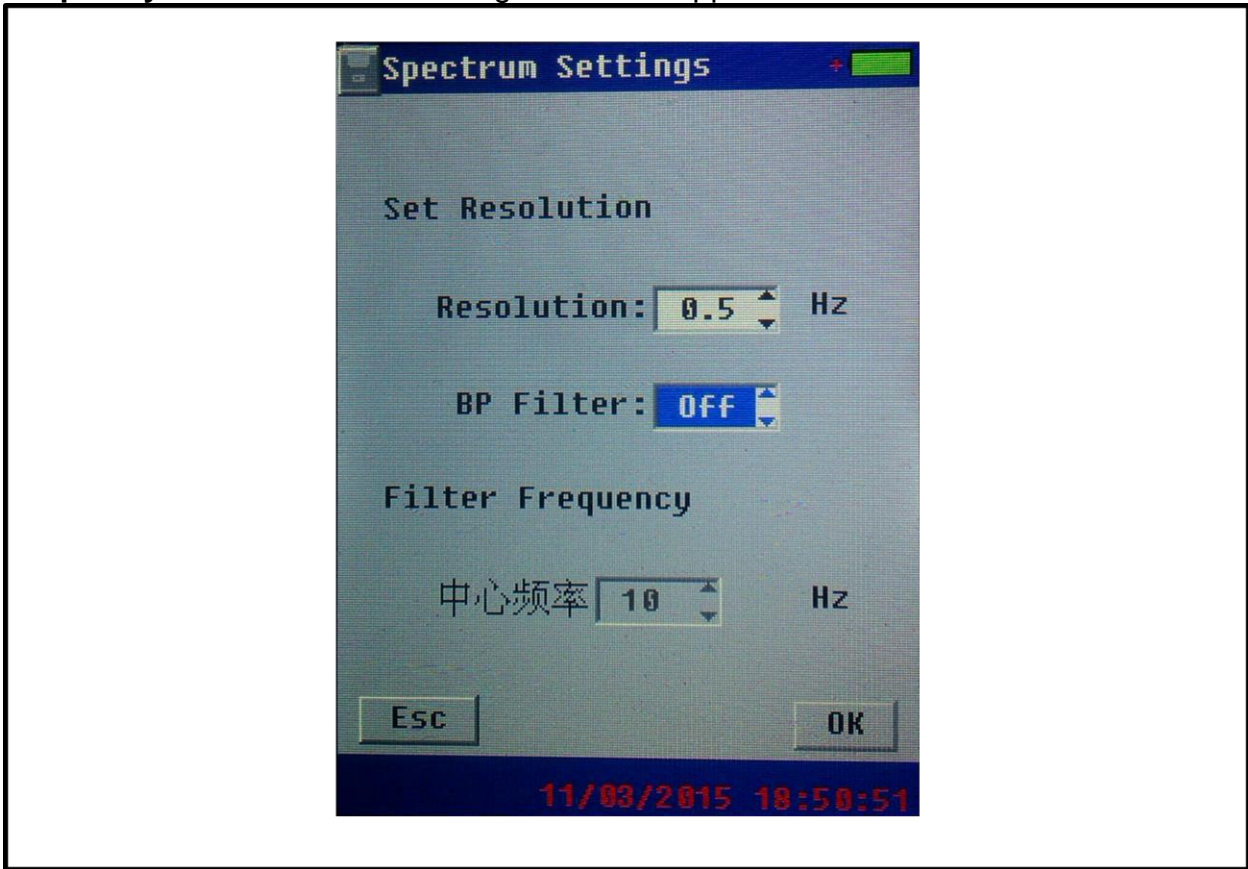 Spectrum Settings +
Set Resolution
Resolution: 0.5 Hz
BP Filter: Off
Filter Frequency
中心频率 10 Hz
Esc OK
11/03/2015 18:50:51